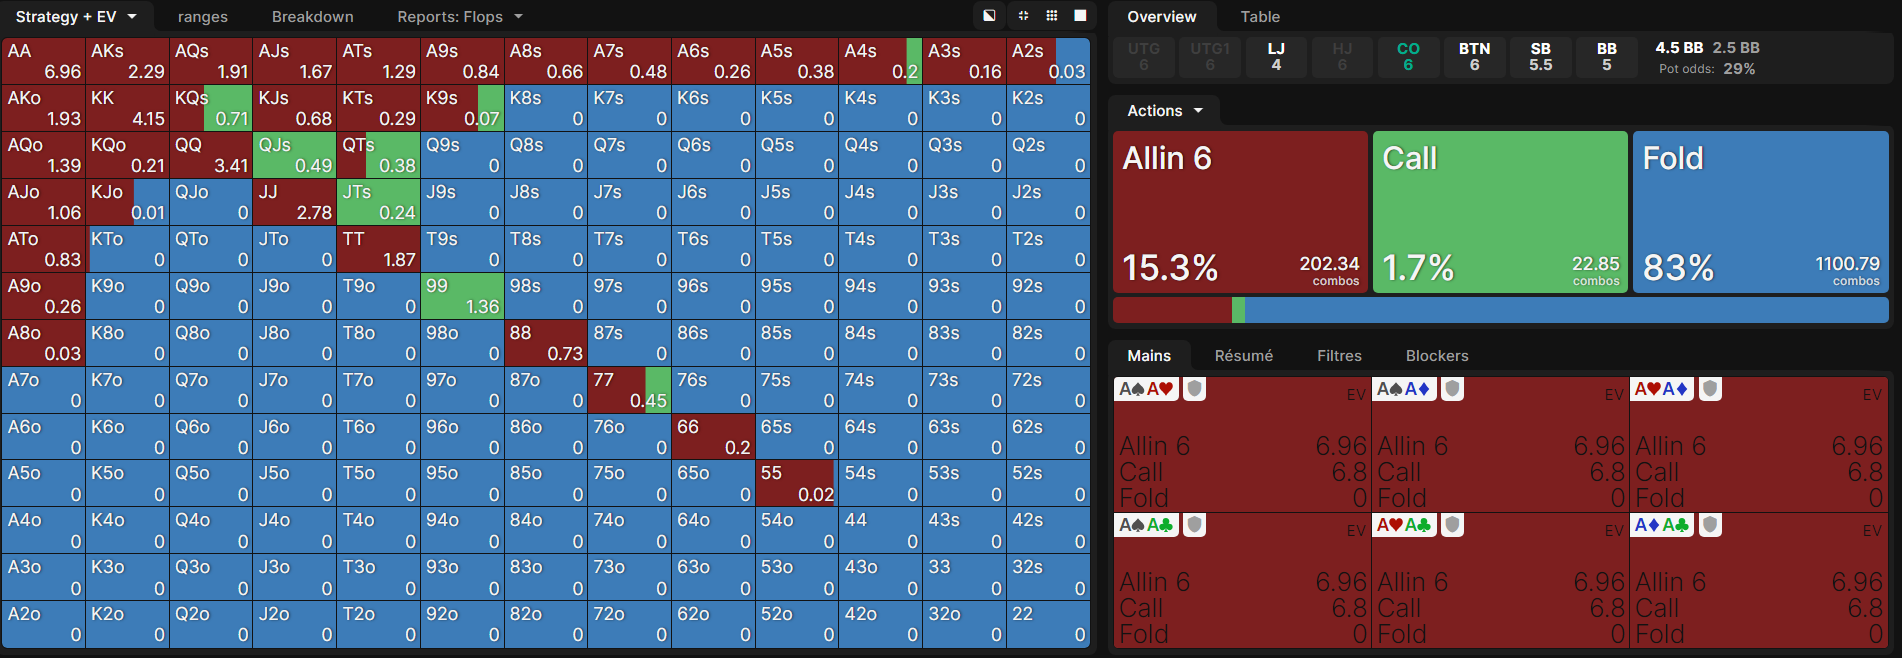 Strategy + EV ranges Breakdown Reports: Flops
AA AKs AQs AJs ATs A9s A8s A7s A6s A5s A4s A3s A2s
6.96 2.29 1.91 1.67 1.29 0.84 0.66 0.48 0.26 0.38 0.2 0.16 0.03
AKo KK KQs KJs KTs K9s K8s K7s K6s K5s K4s K3s K2s
1.93 4.15 0.71 0.68 0.29 0.07 0 0 0 0 0 0 0
AQo KQo QQ QJs QTs Q9s Q8s Q7s Q6s Q5s Q4s Q3s Q2s
1.39 0.21 3.41 0.49 0.38 0 0 0 0 0 0 0 0
AJo KJo QJo JJ JTs J9s J8s J7s J6s J5s J4s J3s J2s
1.06 0.01 0 2.78 0.24 0 0 0 0 0 0 0 0
ATo KTo QTo JTo TT T9s T8s T7s T6s T5s T4s T3s T2s
0.83 0 0 0 1.87 0 0 0 0 0 0 0 0
A9o K9o Q9o J9o T9o 99 98s 97s 96s 95s 94s 93s 92s
0.26 0 0 0 0 1.36 0 0 0 0 0 0 0
A8o K8o Q8o J8o T8o 98o 88 87s 86s 85s 84s 83s 82s
0.03 0 0 0 0 0 0.73 0 0 0 0 0 0
A7o K7o Q7o J7o T7o 97o 87o 77 76s 75s 74s 73s 72s
0 0 0 0 0 0 0 0.45 0 0 0 0 0
A6o K6o Q6o J6o T6o 96o 86o 76o 66 65s 64s 63s 62s
0 0 0 0 0 0 0 0 0.2 0 0 0 0
A5o K5o Q5o J5o T5o 95o 85o 75o 65o 55 54s 53s 52s
0 0 0 0 0 0 0 0 0 0.02 0 0 0
A4o K4o Q4o J4o T4o 94o 84o 74o 64o 54o 44 43s 42s
0 0 0 0 0 0 0 0 0 0 0 0 0
A3o K3o Q3o J3o T3o 93o 83o 73o 63o 53o 43o 33 32s
0 0 0 0 0 0 0 0 0 0 0 0 0
A2o K2o Q2o J2o T2o 92o 82o 72o 62o 52o 42o 32o 22
0 0 0 0 0 0 0 0 0 0 0 0 0
Overview Table
UTG UTG1 LJ HJ CO BTN SB BB 4.5 BB 2.5 BB
6 6 4 6 6 6 5.5 5 Pot odds: 29%
Actions
Allin 6 Call Fold
15.3% 202.34 1.7% 22.85 83% 1100.79
combos combos combos
Mains Résumé Filtres Blockers
A♠A♥ EV A♠A♦ EV A♥A♦ EV
Allin 6 6.96 Allin 6 6.96 Allin 6 6.96
Call 6.8 Call 6.8 Call 6.8
Fold 0 Fold 0 Fold 0
A♠A♣ EV A♥A♣ EV A♦A♣ EV
Allin 6 6.96 Allin 6 6.96 Allin 6 6.96
Call 6.8 Call 6.8 Call 6.8
Fold 0 Fold 0 Fold 0